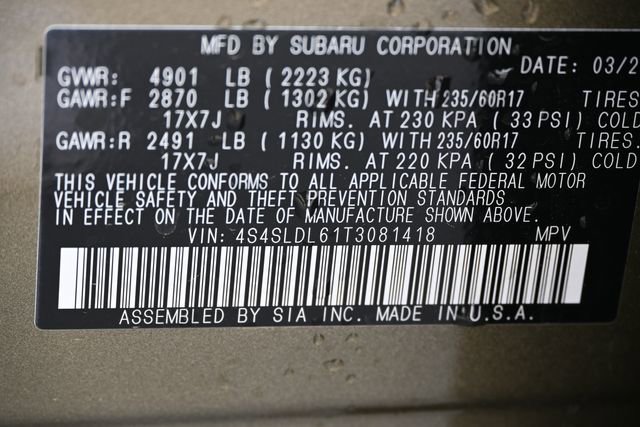 MFD BY SUBARU CORPORATION
GVWR: 4901 LB ( 2223 KG) DATE: 03/2
GAWR:F 2870 LB ( 1302 KG) WITH 235/60R17 TIRES
17X7J RIMS. AT 230 KPA ( 33 PSI) COLD
GAWR:R 2491 LB ( 1130 KG) WITH 235/60R17 TIRES.
17X7J RIMS. AT 220 KPA ( 32 PSI) COLD
THIS VEHICLE CONFORMS TO ALL APPLICABLE FEDERAL MOTOR
VEHICLE SAFETY AND THEFT PREVENTION STANDARDS
IN EFFECT ON THE DATE OF MANUFACTURE SHOWN ABOVE.
VIN: 4S4SLDL61T3081418 MPV
ASSEMBLED BY SIA INC. MADE IN U.S.A.